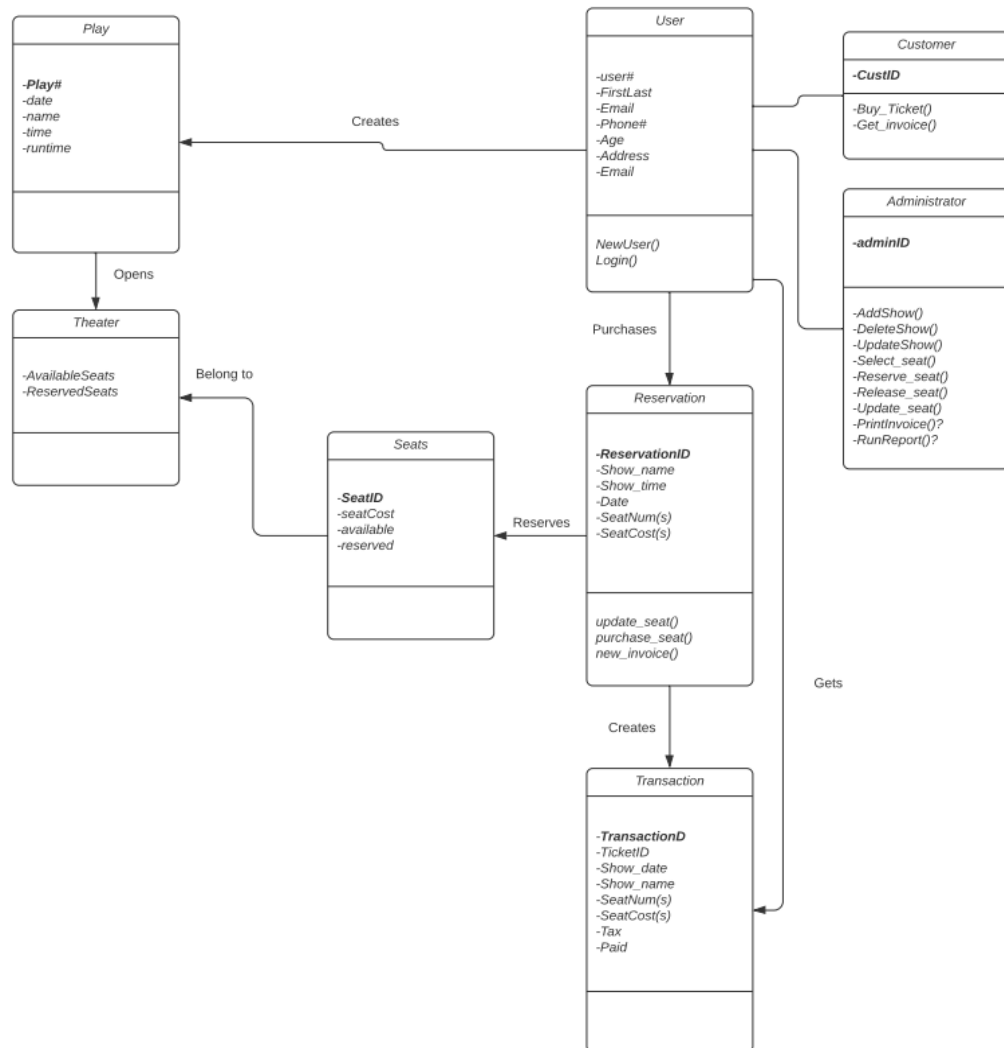 Play
-Play#
-date
-name
-time
-runtime
Creates
User
-user#
-FirstLast
-Email
-Phone#
-Age
-Address
-Email
NewUser()
Login()
Customer
-CustID
-Buy_Ticket()
-Get_invoice()
Administrator
-adminID
-AddShow()
-DeleteShow()
-UpdateShow()
-Select_seat()
-Reserve_seat()
-Release_seat()
-Update_seat()
-PrintInvoice()?
-RunReport()?
Opens
Theater
-AvailableSeats
-ReservedSeats
Belong to
Purchases
Seats
-SeatID
-seatCost
-available
-reserved
Reserves
Reservation
-ReservationID
-Show_name
-Show_time
-Date
-SeatNum(s)
-SeatCost(s)
update_seat()
purchase_seat()
new_invoice()
Gets
Creates
Transaction
-TransactionD
-TicketID
-Show_date
-Show_name
-SeatNum(s)
-SeatCost(s)
-Tax
-Paid